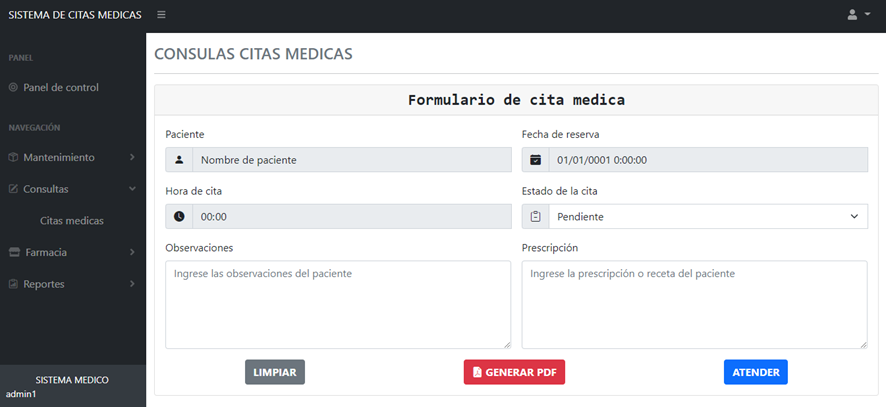 SISTEMA DE CITAS MEDICAS
PANEL
Panel de control
NAVEGACIÓN
Mantenimiento
Consultas
Citas medicas
Farmacia
Reportes
SISTEMA MEDICO
admin1
CONSULAS CITAS MEDICAS
Formulario de cita medica
Paciente
Fecha de reserva
Nombre de paciente
01/01/0001 0:00:00
Hora de cita
Estado de la cita
00:00
Pendiente
Observaciones
Prescripción
Ingrese las observaciones del paciente
Ingrese la prescripción o receta del paciente
LIMPIAR
GENERAR PDF
ATENDER